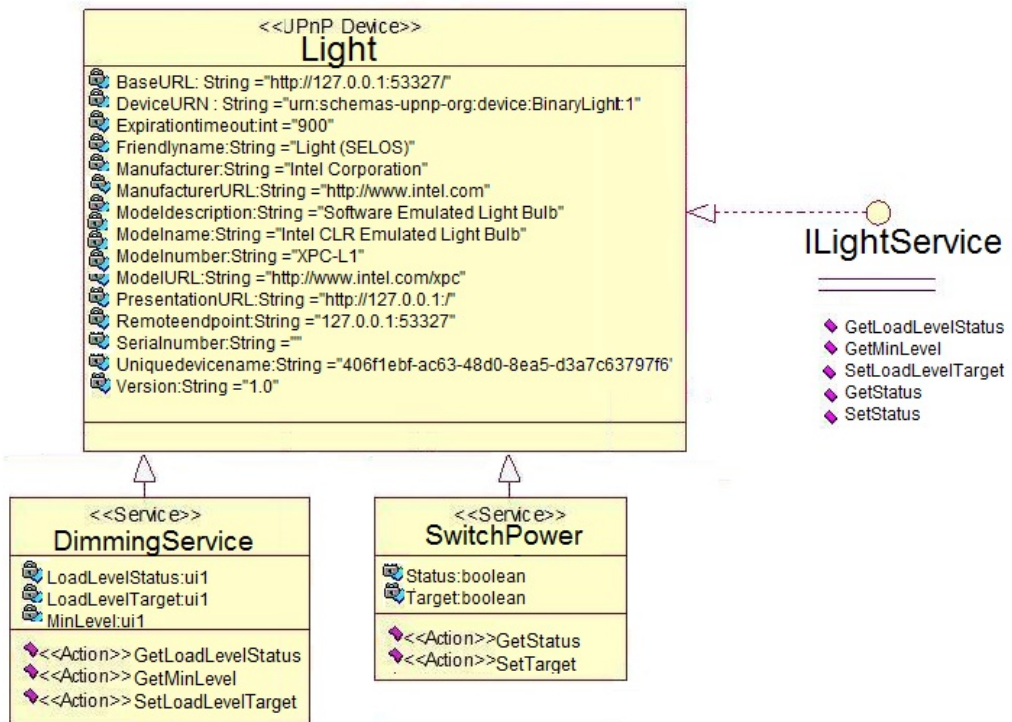 <<UPnP Device>>
Light
BaseURL: String ="http://127.0.0.1:53327/"
DeviceURN : String ="urn:schemas-upnp-org:device:BinaryLight:1"
Expirationtimeout:int ="900"
Friendlyname:String ="Light (SELOS)"
Manufacturer:String ="Intel Corporation"
ManufacturerURL:String ="http://www.intel.com"
Modeldescription:String ="Software Emulated Light Bulb"
Modelname:String ="Intel CLR Emulated Light Bulb"
Modelnumber:String ="XPC-L1"
ModelURL:String ="http://www.intel.com/xpc"
PresentationURL:String ="http://127.0.0.1:/"
Remoteendpoint:String ="127.0.0.1:53327"
Serialnumber:String =""
Uniquedevicename:String ="406f1ebf-ac63-48d0-8ea5-d3a7c63797f6'
Version:String ="1.0"
ILightService
GetLoadLevelStatus
GetMinLevel
SetLoadLevelTarget
GetStatus
SetStatus
<<Service>>
DimmingService
LoadLevelStatus:ui1
LoadLevelTarget:ui1
MinLevel:ui1
<<Action>> GetLoadLevelStatus
<<Action>> GetMinLevel
<<Action>> SetLoadLevelTarget
<<Service>>
SwitchPower
Status:boolean
Target:boolean
<<Action>>GetStatus
<<Action>>SetTarget